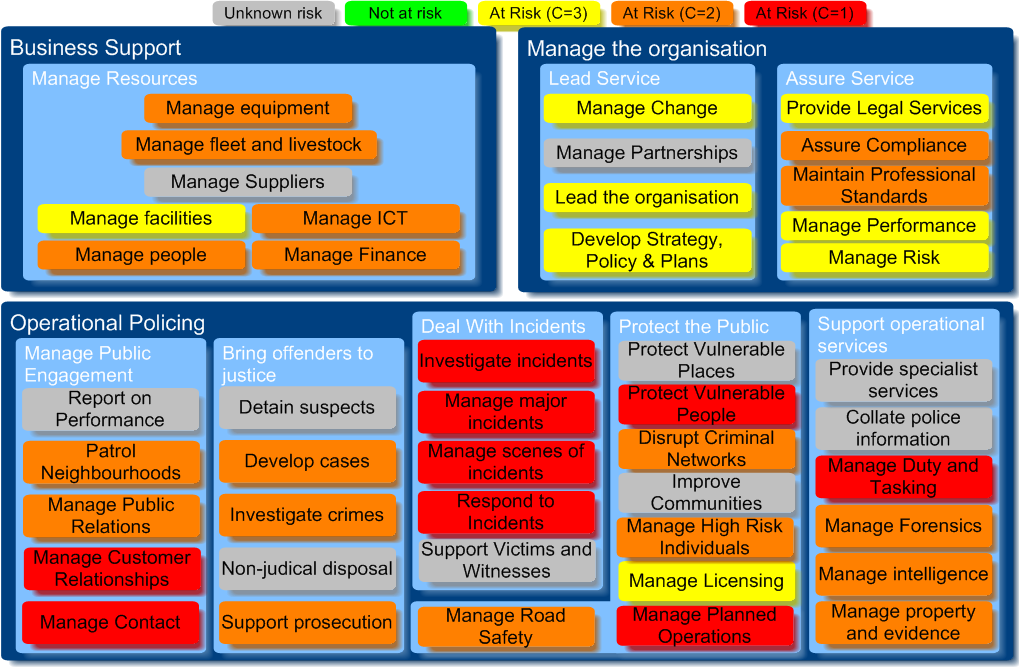 Unknown risk
Not at risk
At Risk (C=3)
At Risk (C=2)
At Risk (C=1)
Business Support
Manage Resources
Manage equipment
Manage fleet and livestock
Manage Suppliers
Manage facilities
Manage ICT
Manage people
Manage Finance
Manage the organisation
Lead Service
Manage Change
Manage Partnerships
Lead the organisation
Develop Strategy,
Policy & Plans
Assure Service
Provide Legal Services
Assure Compliance
Maintain Professional
Standards
Manage Performance
Manage Risk
Operational Policing
Manage Public
Engagement
Report on
Performance
Patrol
Neighbourhoods
Manage Public
Relations
Manage Customer
Relationships
Manage Contact
Bring offenders to
justice
Detain suspects
Develop cases
Investigate crimes
Non-judical disposal
Support prosecution
Deal With Incidents
Investigate incidents
Manage major
incidents
Manage scenes of
incidents
Respond to
Incidents
Support Victims and
Witnesses
Manage Road
Safety
Protect the Public
Protect Vulnerable
Places
Protect Vulnerable
People
Disrupt Criminal
Networks
Improve
Communities
Manage High Risk
Individuals
Manage Licensing
Manage Planned
Operations
Support operational
services
Provide specialist
services
Collate police
information
Manage Duty and
Tasking
Manage Forensics
Manage intelligence
Manage property
and evidence